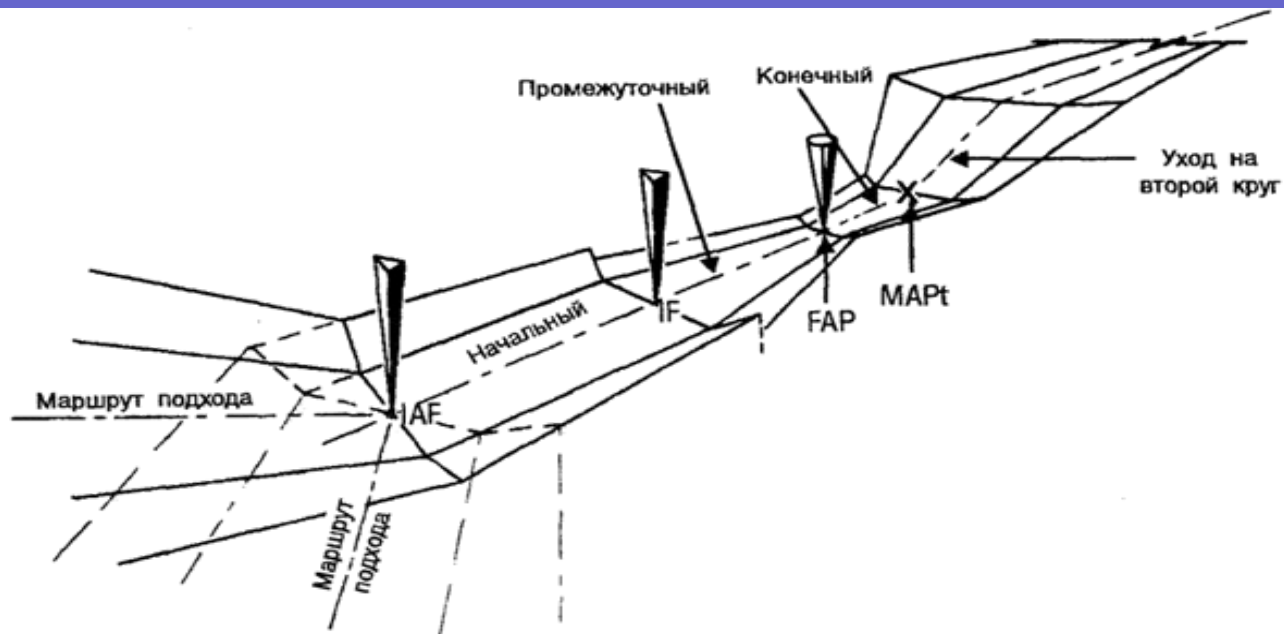 Промежуточный
Конечный
Уход на
второй круг
MAPt
FAP
IF
Начальный
Маршрут подхода
IAF
Маршрут
подхода